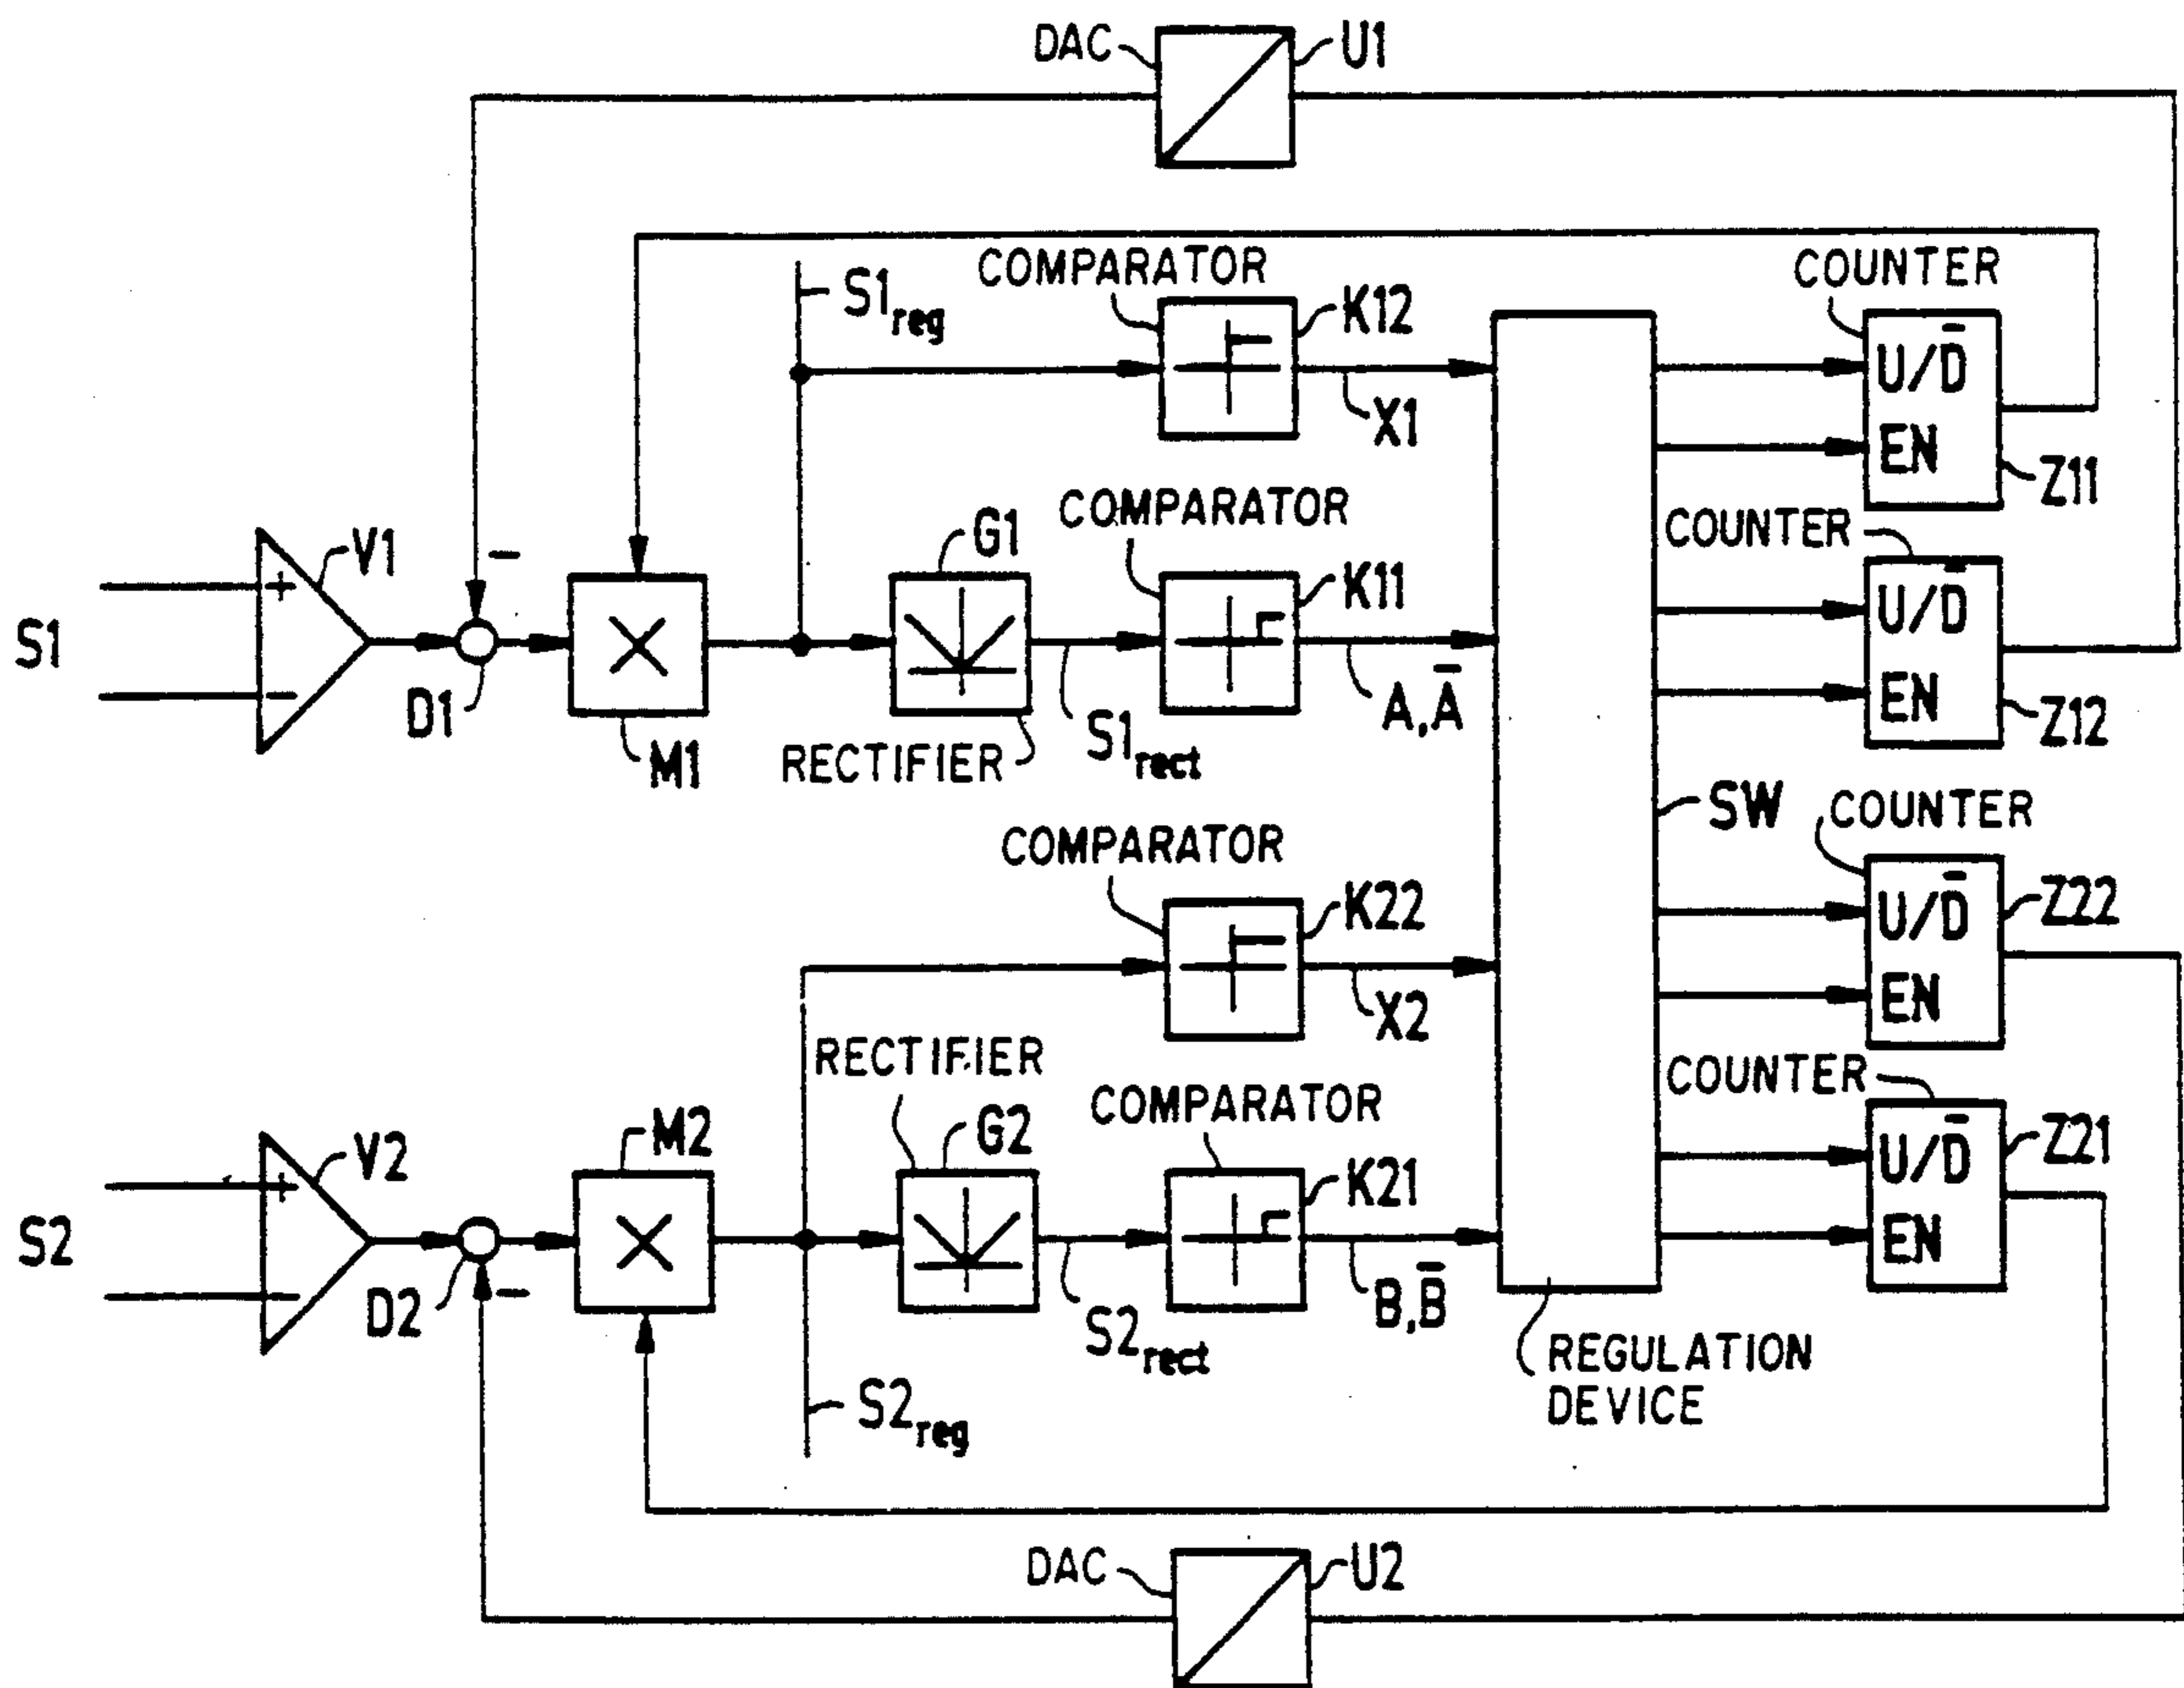 DAC
U1
COMPARATOR
COUNTER
S1reg
K12
U/D̄
X1
EN
Z11
COMPARATOR
COUNTER
V1
+
−
G1
K11
U/D̄
S1
D1
A,Ā
EN
−
M1
RECTIFIER
S1rect
Z12
SW
COUNTER
COMPARATOR
K22
U/D̄
Z22
X2
EN
RECTIFIER
COUNTER
COMPARATOR
M2
G2
V2
+
K21
U/D̄
Z21
S2
EN
D2
−
−
S2rect
B,B̄
REGULATION
DEVICE
S2reg
DAC
U2